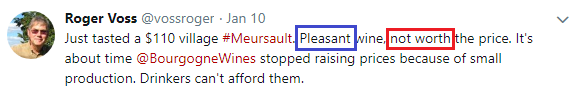 Roger Voss @vossroger · Jan 10
Just tasted a $110 village #Meursault. Pleasant wine, not worth the price. It's
about time @BourgogneWines stopped raising prices because of small
production. Drinkers can't afford them.